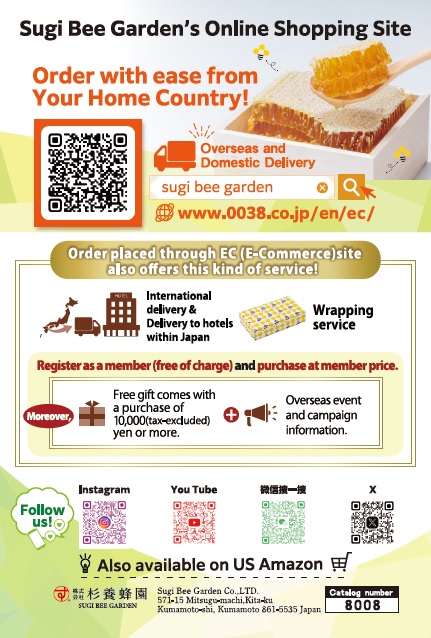 Sugi Bee Garden's Online Shopping Site
Order with ease from
Your Home Country!
Overseas and
Domestic Delivery
sugi bee garden
www.0038.co.jp/en/ec/
Order placed through EC (E-Commerce)site
also offers this kind of service!
HOTEL
International
delivery &
Delivery to hotels
within Japan
Wrapping
service
Register as a member (free of charge) and purchase at member price.
Moreover,
Free gift comes with
a purchase of
10,000(tax-excluded)
yen or more.
Overseas event
and campaign
information.
Follow
us!
Instagram
You Tube
微信搜一搜
X
Also available on US Amazon
株式会社 杉養蜂園
SUGI BEE GARDEN
Sugi Bee Garden Co.,LTD.
571-15 Mitsugu-machi,Kita-ku
Kumamoto-shi, Kumamoto 861-5535 Japan
Catalog number
8008